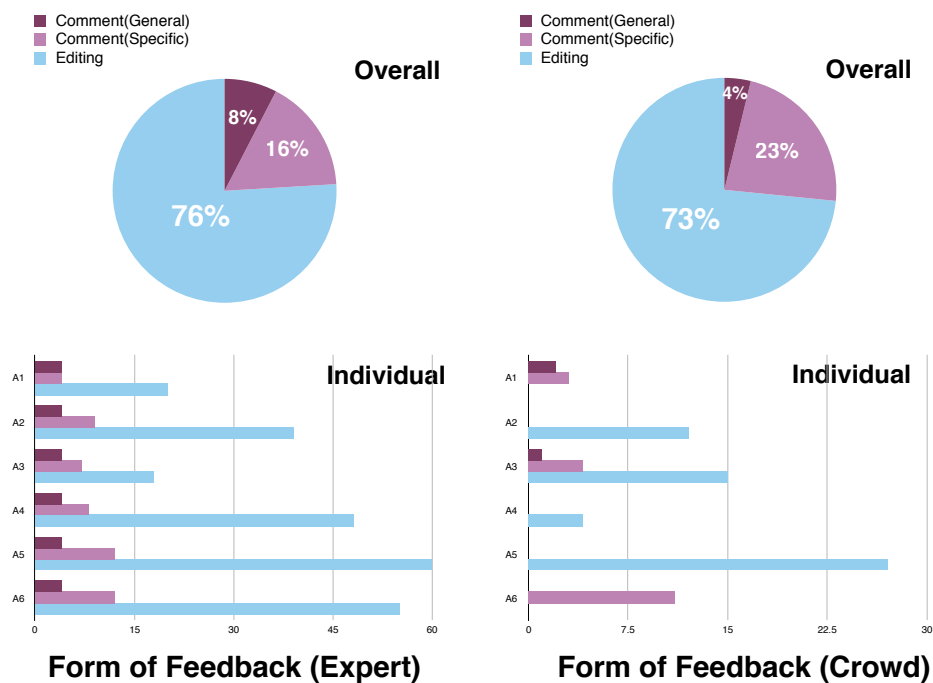 Comment(General)
Comment(Specific)
Editing
Overall
8%
16%
76%
Comment(General)
Comment(Specific)
Editing
Overall
4%
23%
73%
Individual
A1
A2
A3
A4
A5
A6
0 15 30 45 60
Form of Feedback (Expert)
Individual
A1
A2
A3
A4
A5
A6
0 7.5 15 22.5 30
Form of Feedback (Crowd)